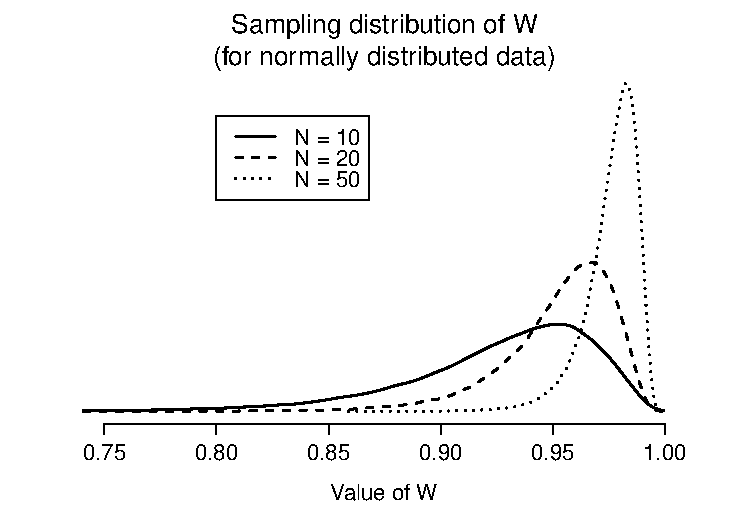 Sampling distribution of W
(for normally distributed data)
N = 10
N = 20
N = 50
0.75 0.80 0.85 0.90 0.95 1.00
Value of W